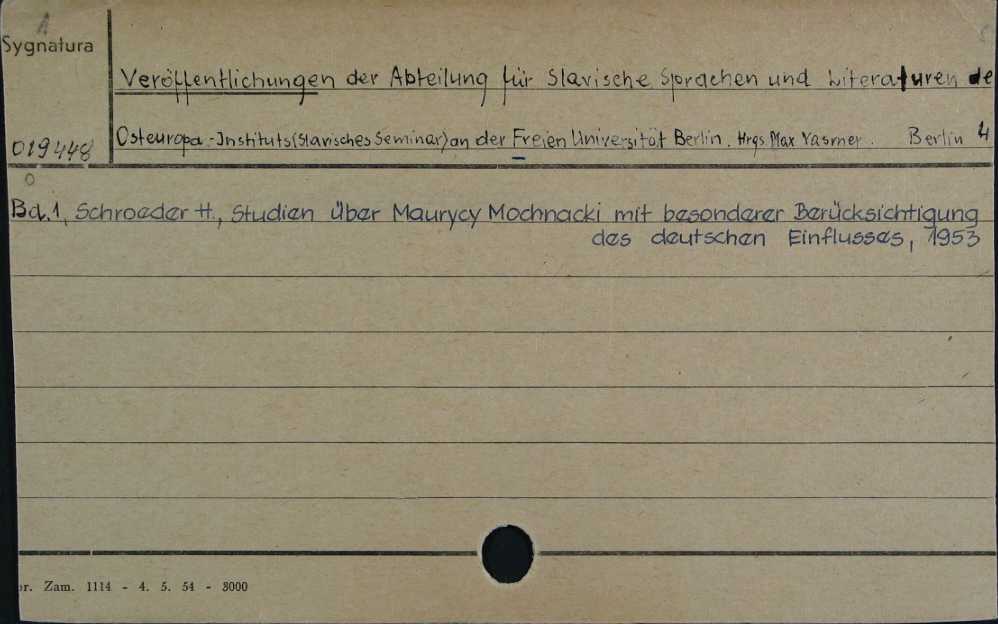 1
Sygnatura
Veröffentlichungen der Abteilung für Slavische Sprachen und Literaturen de
019448
Osteuropa-Instituts (Slavisches Seminar) an der Freien Universität Berlin. Hrgs. Max Vasmer. Berlin 4
0
Bd.1, Schroeder H., Studien über Maurycy Mochnacki mit besonderer Berücksichtigung
des deutschen Einflusses, 1953
r. Zam. 1114 - 4. 5. 54 - 3000